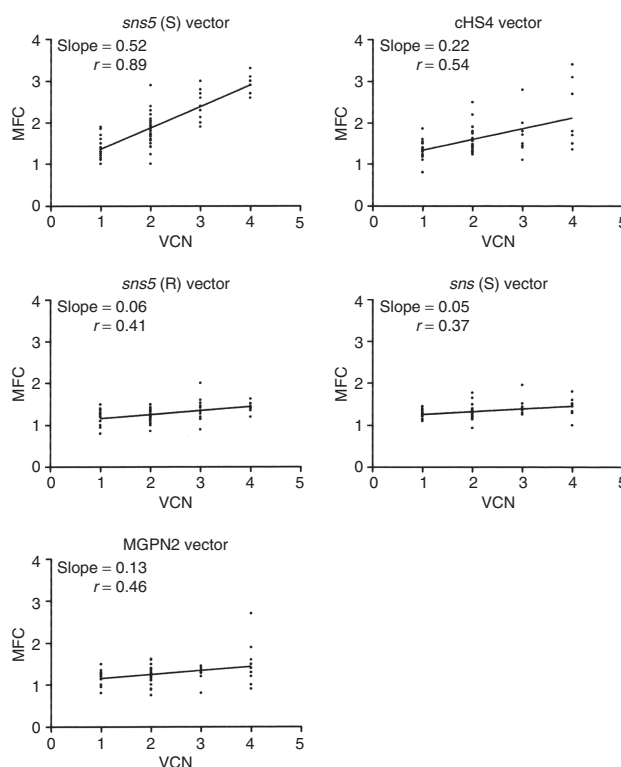 sns5 (S) vector
Slope = 0.52
r = 0.89
MFC
4
3
2
1
0
0 1 2 3 4 5
VCN
cHS4 vector
Slope = 0.22
r = 0.54
MFC
4
3
2
1
0
0 1 2 3 4 5
VCN
sns5 (R) vector
Slope = 0.06
r = 0.41
MFC
4
3
2
1
0
0 1 2 3 4 5
VCN
sns (S) vector
Slope = 0.05
r = 0.37
MFC
4
3
2
1
0
0 1 2 3 4 5
VCN
MGPN2 vector
Slope = 0.13
r = 0.46
MFC
4
3
2
1
0
0 1 2 3 4 5
VCN